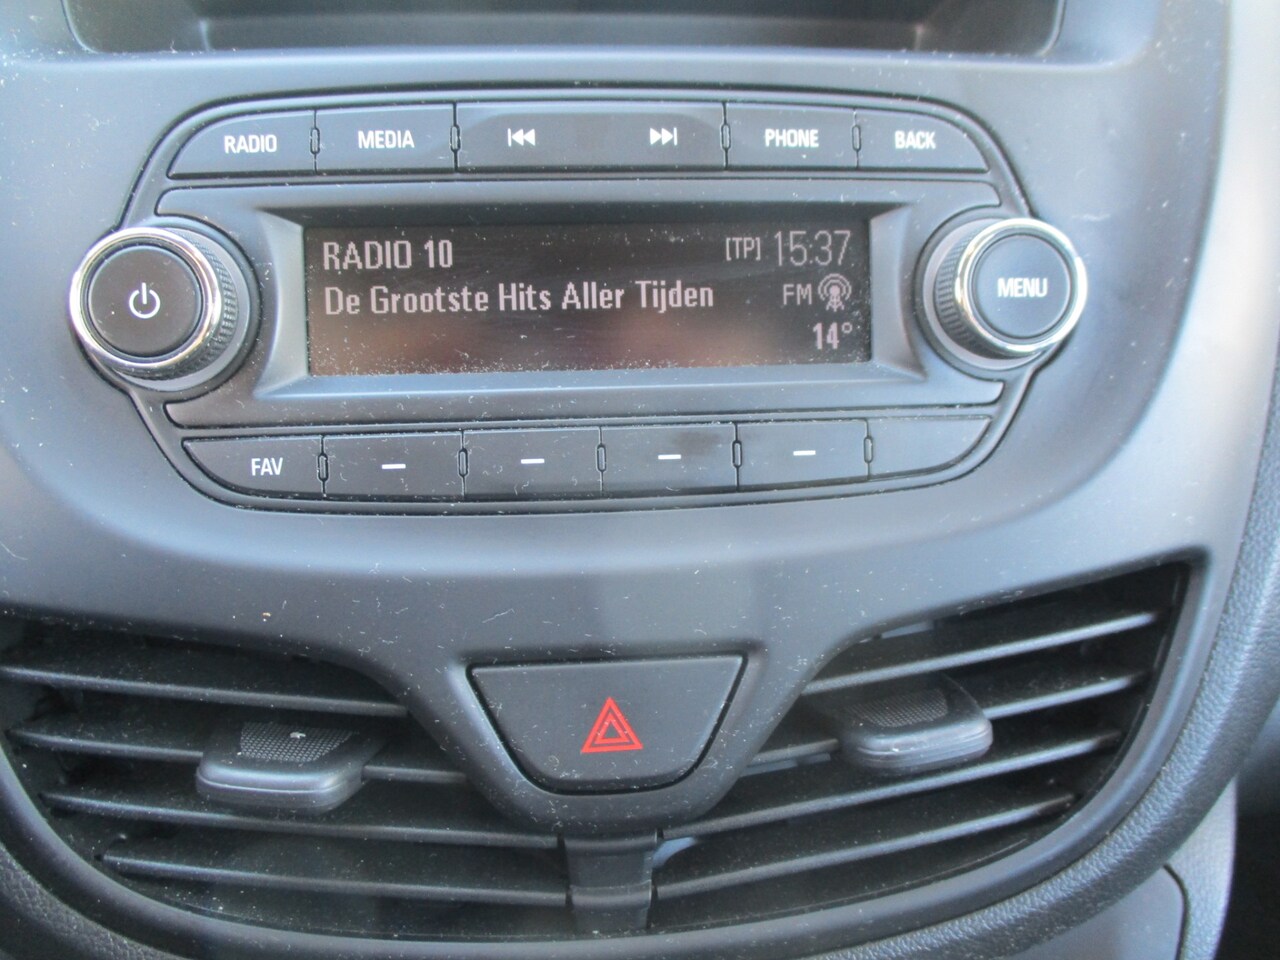 RADIO MEDIA PHONE BACK
RADIO 10 [TP] 15:37
De Grootste Hits Aller Tijden FM
14°
MENU
FAV